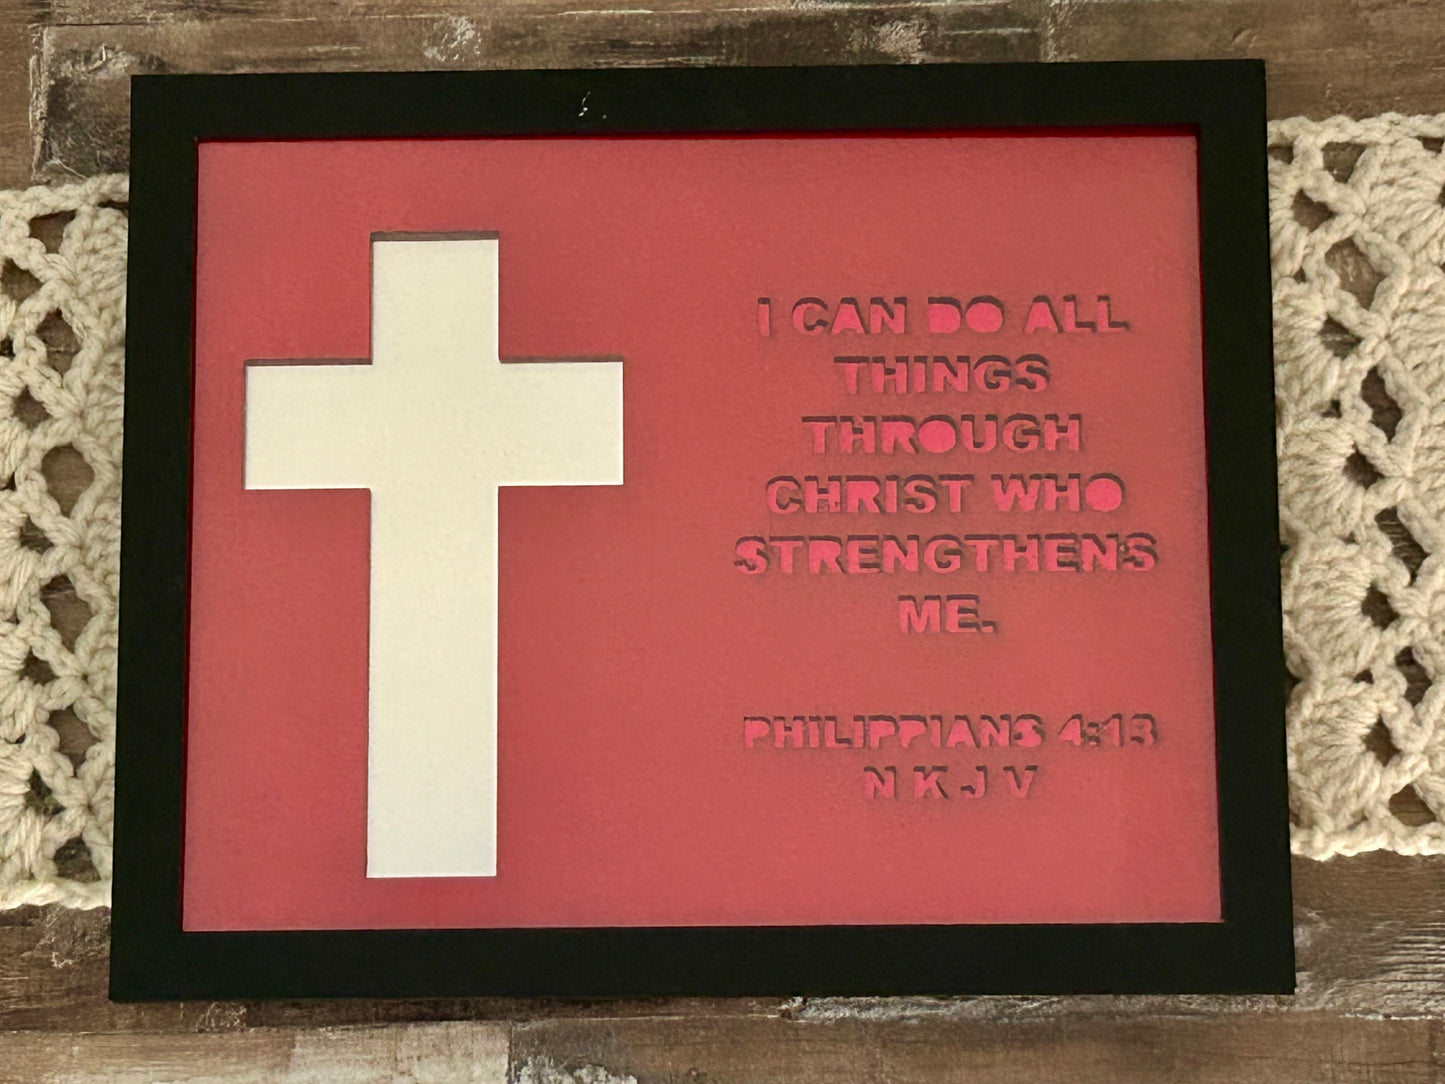 I CAN DO ALL
THINGS
THROUGH
CHRIST WHO
STRENGTHENS
ME.
PHILIPPIANS 4:13
N K J V